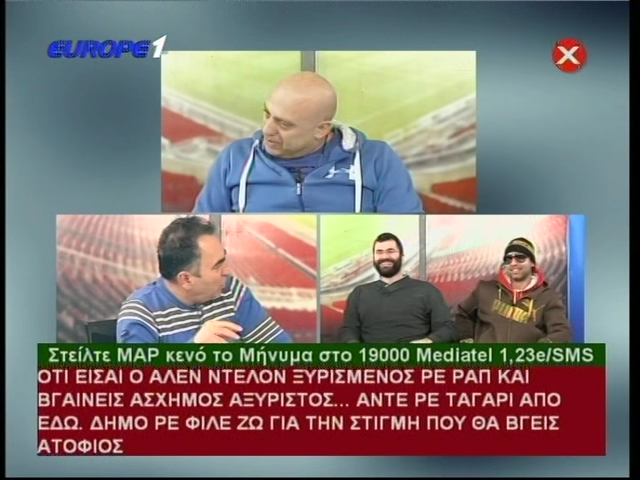 EUROPE 1
X
Στείλτε MAP κενό το Μήνυμα στο 19000 Mediatel 1,23e/SMS
ΟΤΙ ΕΙΣΑΙ Ο ΑΛΕΝ ΝΤΕΛΟΝ ΞΥΡΙΣΜΕΝΟΣ ΡΕ ΡΑΠ ΚΑΙ
ΒΓΑΙΝΕΙΣ ΑΣΧΗΜΟΣ ΑΞΥΡΙΣΤΟΣ... ΑΝΤΕ ΡΕ ΤΑΓΑΡΙ ΑΠΟ
ΕΔΩ. ΔΗΜΟ ΡΕ ΦΙΛΕ ΖΩ ΓΙΑ ΤΗΝ ΣΤΙΓΜΗ ΠΟΥ ΘΑ ΒΓΕΙΣ
ΑΤΟΦΙΟΣ